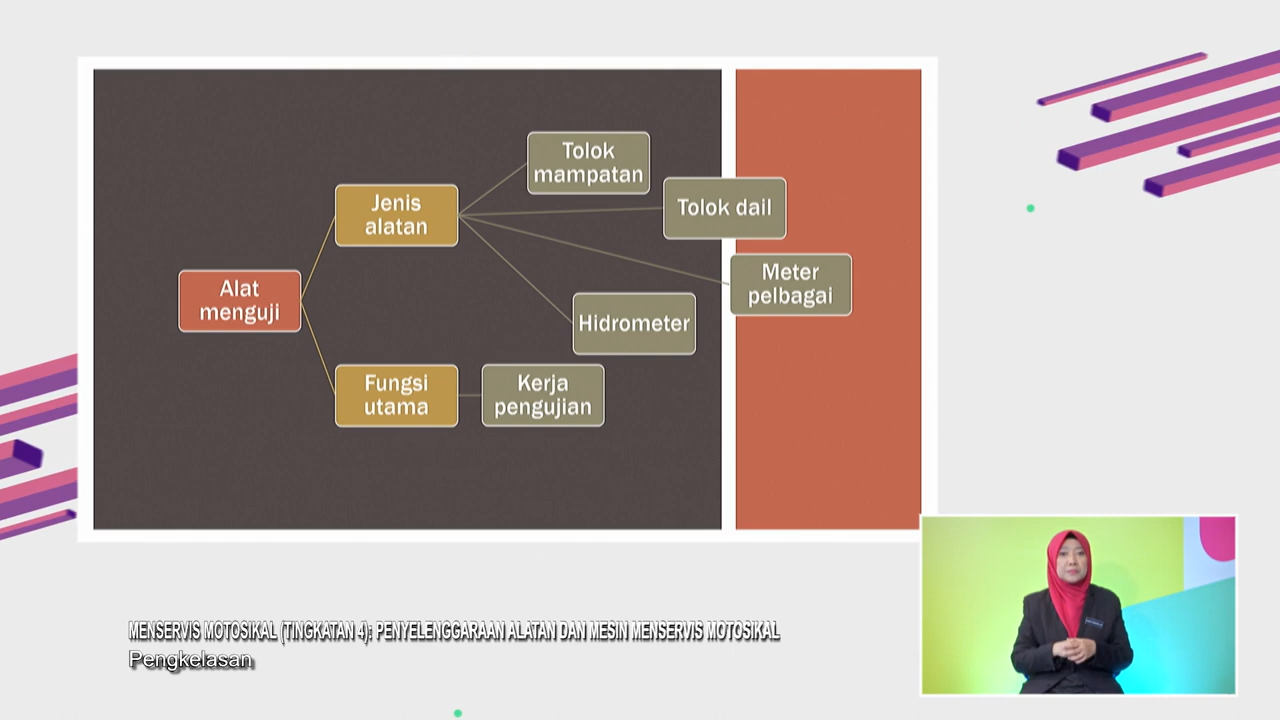 Tolok
mampatan
Jenis
alatan
Tolok dail
Alat
menguji
Meter
pelbagai
Hidrometer
Fungsi
utama
Kerja
pengujian
MENSERVIS MOTOSIKAL (TINGKATAN 4): PENYELENGGARAAN ALATAN DAN MESIN MENSERVIS MOTOSIKAL
Pengkelasan